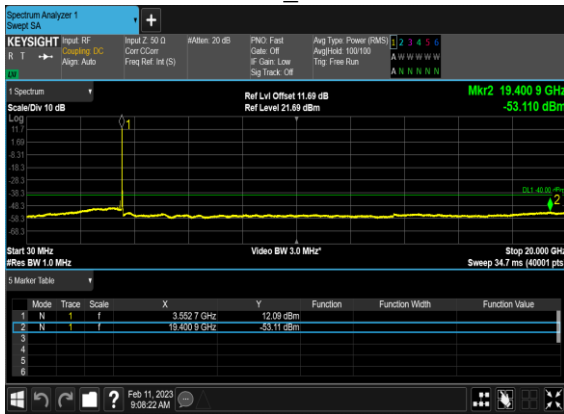 Spectrum Analyzer 1
Swept SA
+
KEYSIGHT Input: RF
R T Coupling: DC
Align: Auto
LW
Input Z: 50 Ω
Corr CCorr
Freq Ref: Int (S)
#Atten: 20 dB
PNO: Fast
Gate: Off
IF Gain: Low
Sig Track: Off
Avg Type: Power (RMS)
Avg|Hold: 100/100
Trig: Free Run
1 2 3 4 5 6
A W W W W W
A N N N N N
1 Spectrum
Scale/Div 10 dB
Ref Lvl Offset 11.69 dB
Ref Level 21.69 dBm
Mkr2 19.400 9 GHz
-53.110 dBm
Log
11.7
1.69
-8.31
-18.3
-28.3
-38.3
-48.3
-58.3
-68.3
1
DL1 -40.00 dBm
2
Start 30 MHz
#Res BW 1.0 MHz
Video BW 3.0 MHz*
Stop 20.000 GHz
Sweep 34.7 ms (40001 pts)
5 Marker Table
Mode Trace Scale X Y Function Function Width Function Value
1 N 1 f 3.552 7 GHz 12.09 dBm
2 N 1 f 19.400 9 GHz -53.11 dBm
3
4
5
6
? Feb 11, 2023
9:08:22 AM